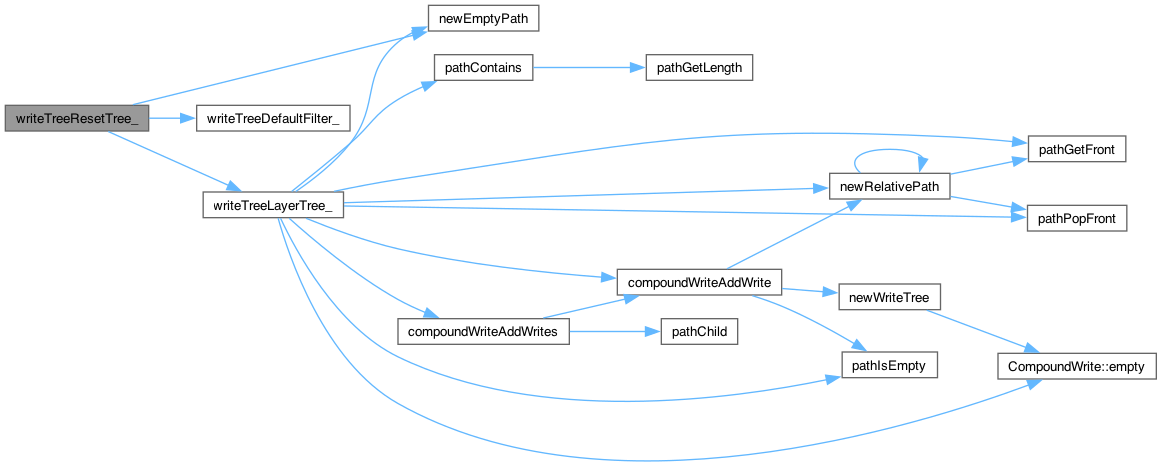 newEmptyPath
pathContains
pathGetLength
writeTreeResetTree_
writeTreeDefaultFilter_
pathGetFront
newRelativePath
writeTreeLayerTree_
pathPopFront
compoundWriteAddWrite
newWriteTree
compoundWriteAddWrites
pathChild
pathIsEmpty
CompoundWrite::empty